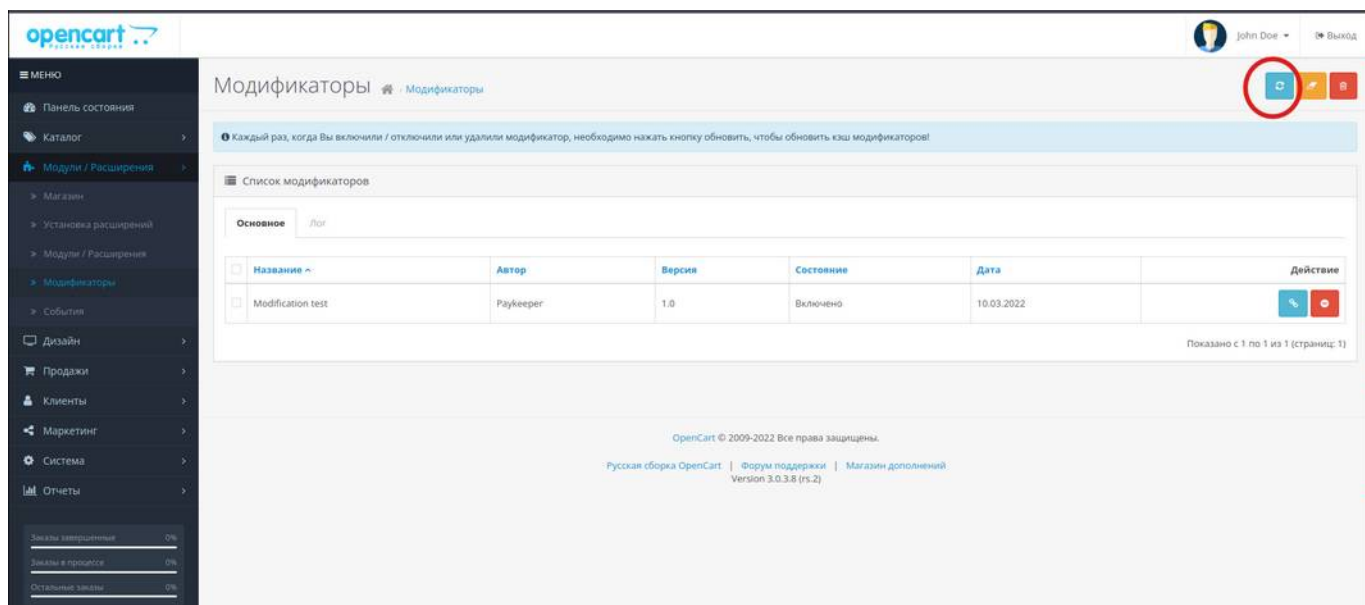 opencart
Русская сборка
John Doe
Выход
МЕНЮ
Панель состояния
Каталог
Модули / Расширения
Магазин
Установка расширений
Модули / Расширения
Модификаторы
События
Дизайн
Продажи
Клиенты
Маркетинг
Система
Отчеты
Заказы завершенные 0%
Заказы в процессе 0%
Остальные заказы 0%
Модификаторы
Модификаторы
Каждый раз, когда Вы включили / отключили или удалили модификатор, необходимо нажать кнопку обновить, чтобы обновить кэш модификаторов!
Список модификаторов
Основное Лог
Название Автор Версия Состояние Дата Действие
Modification test Paykeeper 1.0 Включено 10.03.2022
Показано с 1 по 1 из 1 (страниц: 1)
OpenCart © 2009-2022 Все права защищены.
Русская сборка OpenCart | Форум поддержки | Магазин дополнений
Version 3.0.3.8 (rs.2)